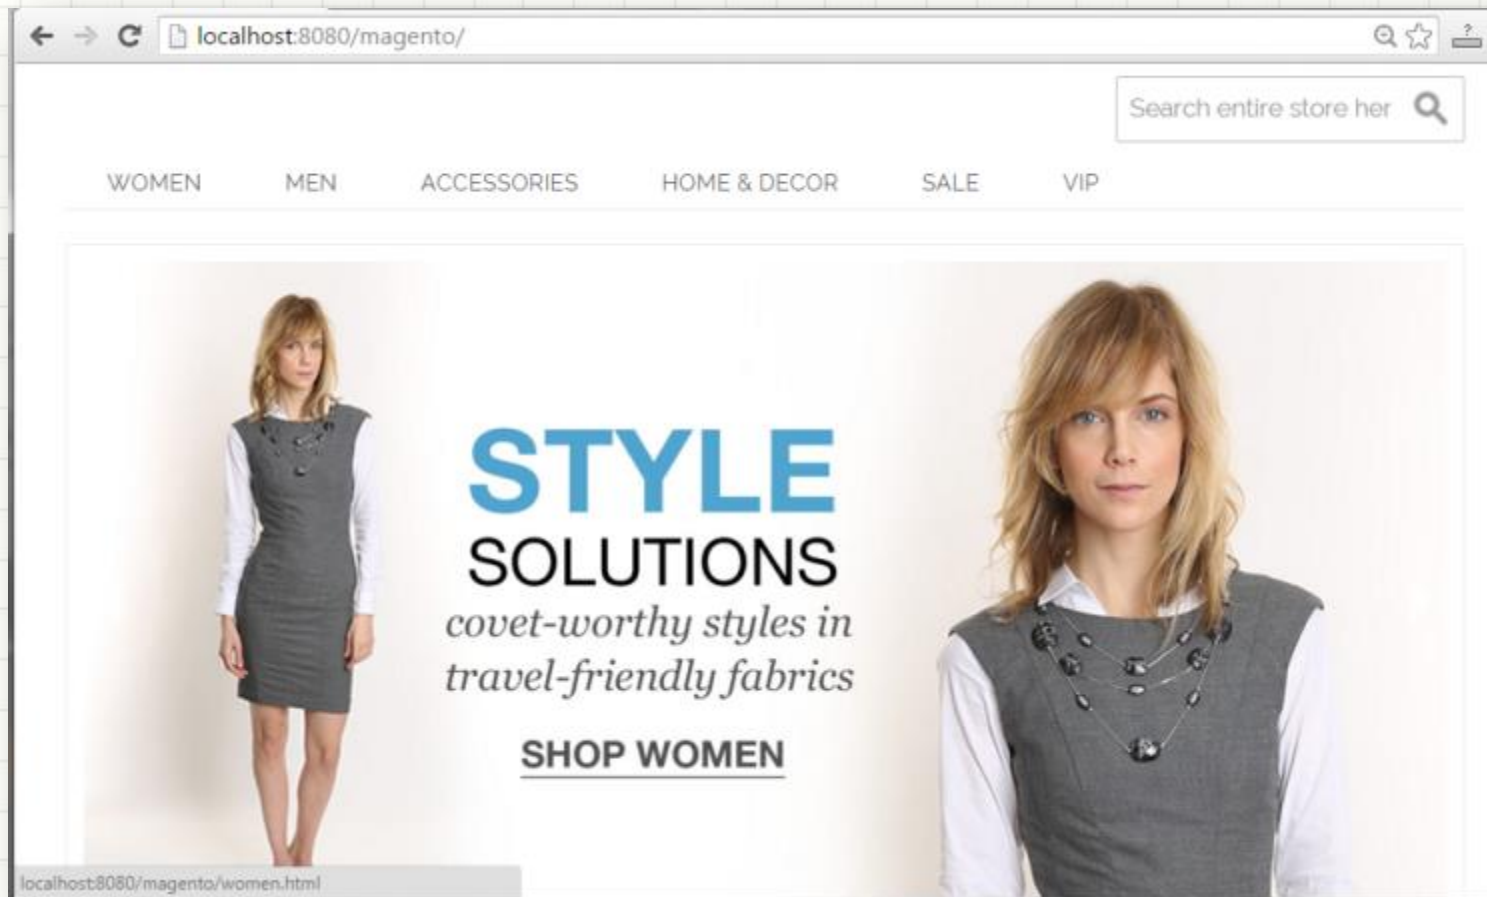 localhost:8080/magento/
Search entire store her
WOMEN MEN ACCESSORIES HOME & DECOR SALE VIP
STYLE
SOLUTIONS
covet-worthy styles in
travel-friendly fabrics
SHOP WOMEN
localhost:8080/magento/women.html